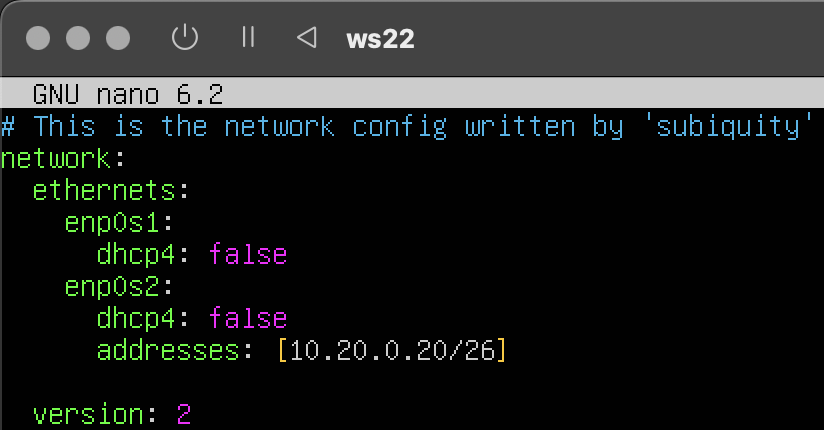 ws22
GNU nano 6.2
# This is the network config written by 'subiquity'
network:
  ethernets:
    enp0s1:
      dhcp4: false
    enp0s2:
      dhcp4: false
      addresses: [10.20.0.20/26]
  version: 2